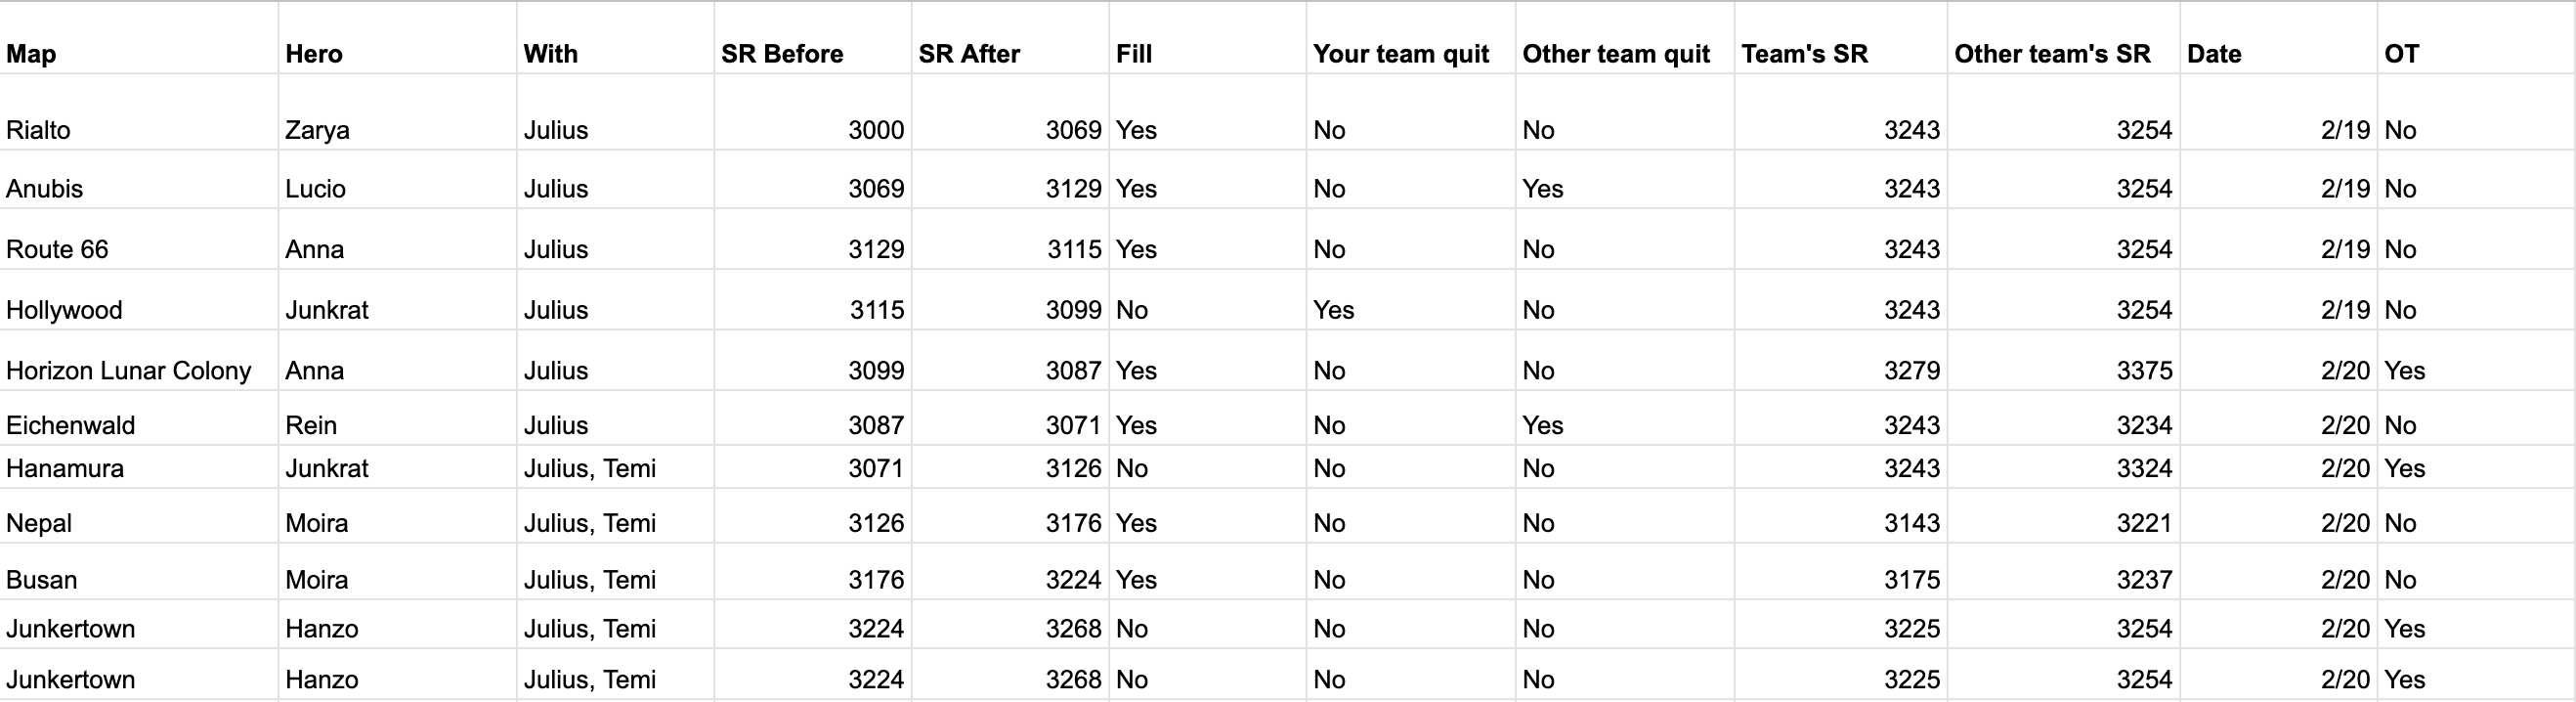 Map Hero With SR Before SR After Fill Your team quit Other team quit Team's SR Other team's SR Date OT
Rialto Zarya Julius 3000 3069 Yes No No 3243 3254 2/19 No
Anubis Lucio Julius 3069 3129 Yes No Yes 3243 3254 2/19 No
Route 66 Anna Julius 3129 3115 Yes No No 3243 3254 2/19 No
Hollywood Junkrat Julius 3115 3099 No Yes No 3243 3254 2/19 No
Horizon Lunar Colony Anna Julius 3099 3087 Yes No No 3279 3375 2/20 Yes
Eichenwald Rein Julius 3087 3071 Yes No Yes 3243 3234 2/20 No
Hanamura Junkrat Julius, Temi 3071 3126 No No No 3243 3324 2/20 Yes
Nepal Moira Julius, Temi 3126 3176 Yes No No 3143 3221 2/20 No
Busan Moira Julius, Temi 3176 3224 Yes No No 3175 3237 2/20 No
Junkertown Hanzo Julius, Temi 3224 3268 No No No 3225 3254 2/20 Yes
Junkertown Hanzo Julius, Temi 3224 3268 No No No 3225 3254 2/20 Yes